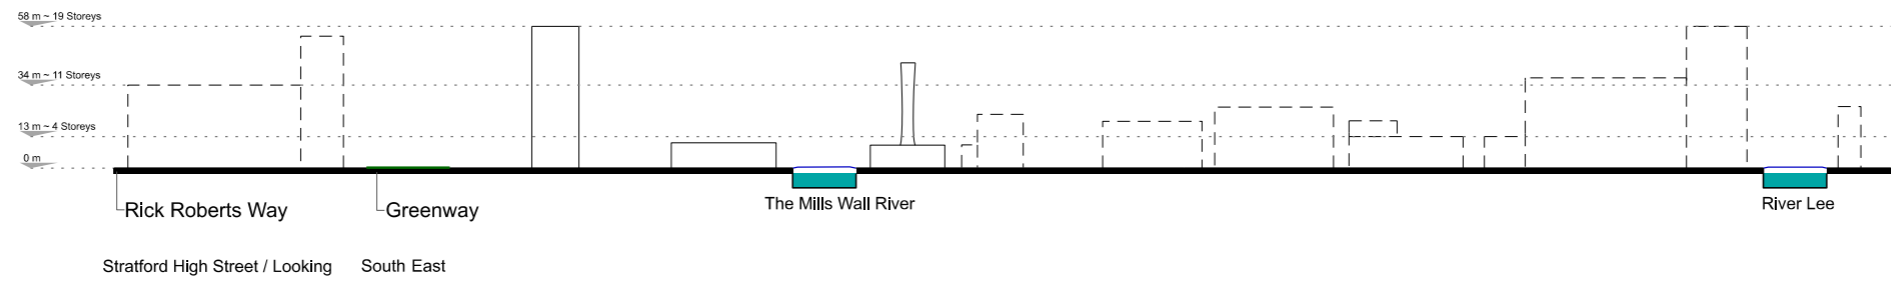 58 m ~ 19 Storeys
34 m ~ 11 Storeys
13 m ~ 4 Storeys
0 m
Rick Roberts Way
Greenway
The Mills Wall River
River Lee
Stratford High Street / Looking South East